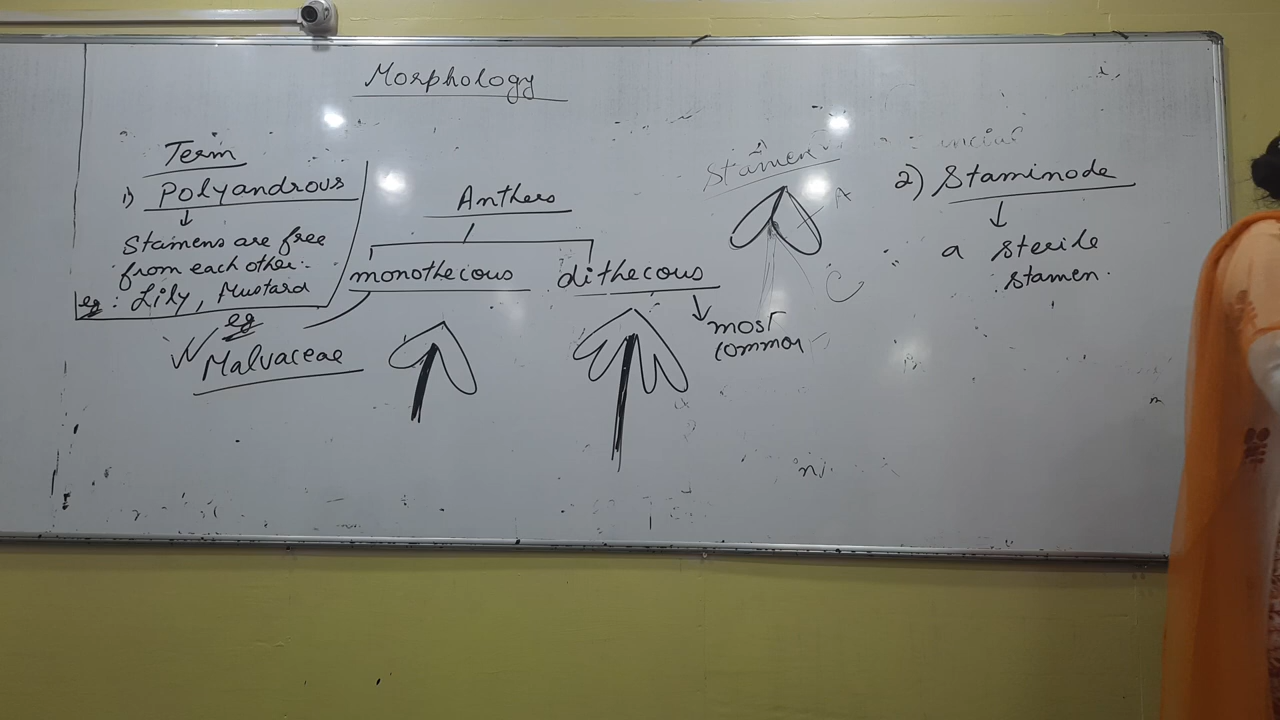 Morphology
Term
1) Polyandrous
↓
Stamens are free
from each other:-
eg: Lily, Mustard
Anthers
monothecous
dithecous
eg
Malvaceae
most
common
Stamen
A
2) Staminode
↓
a sterile
stamen.